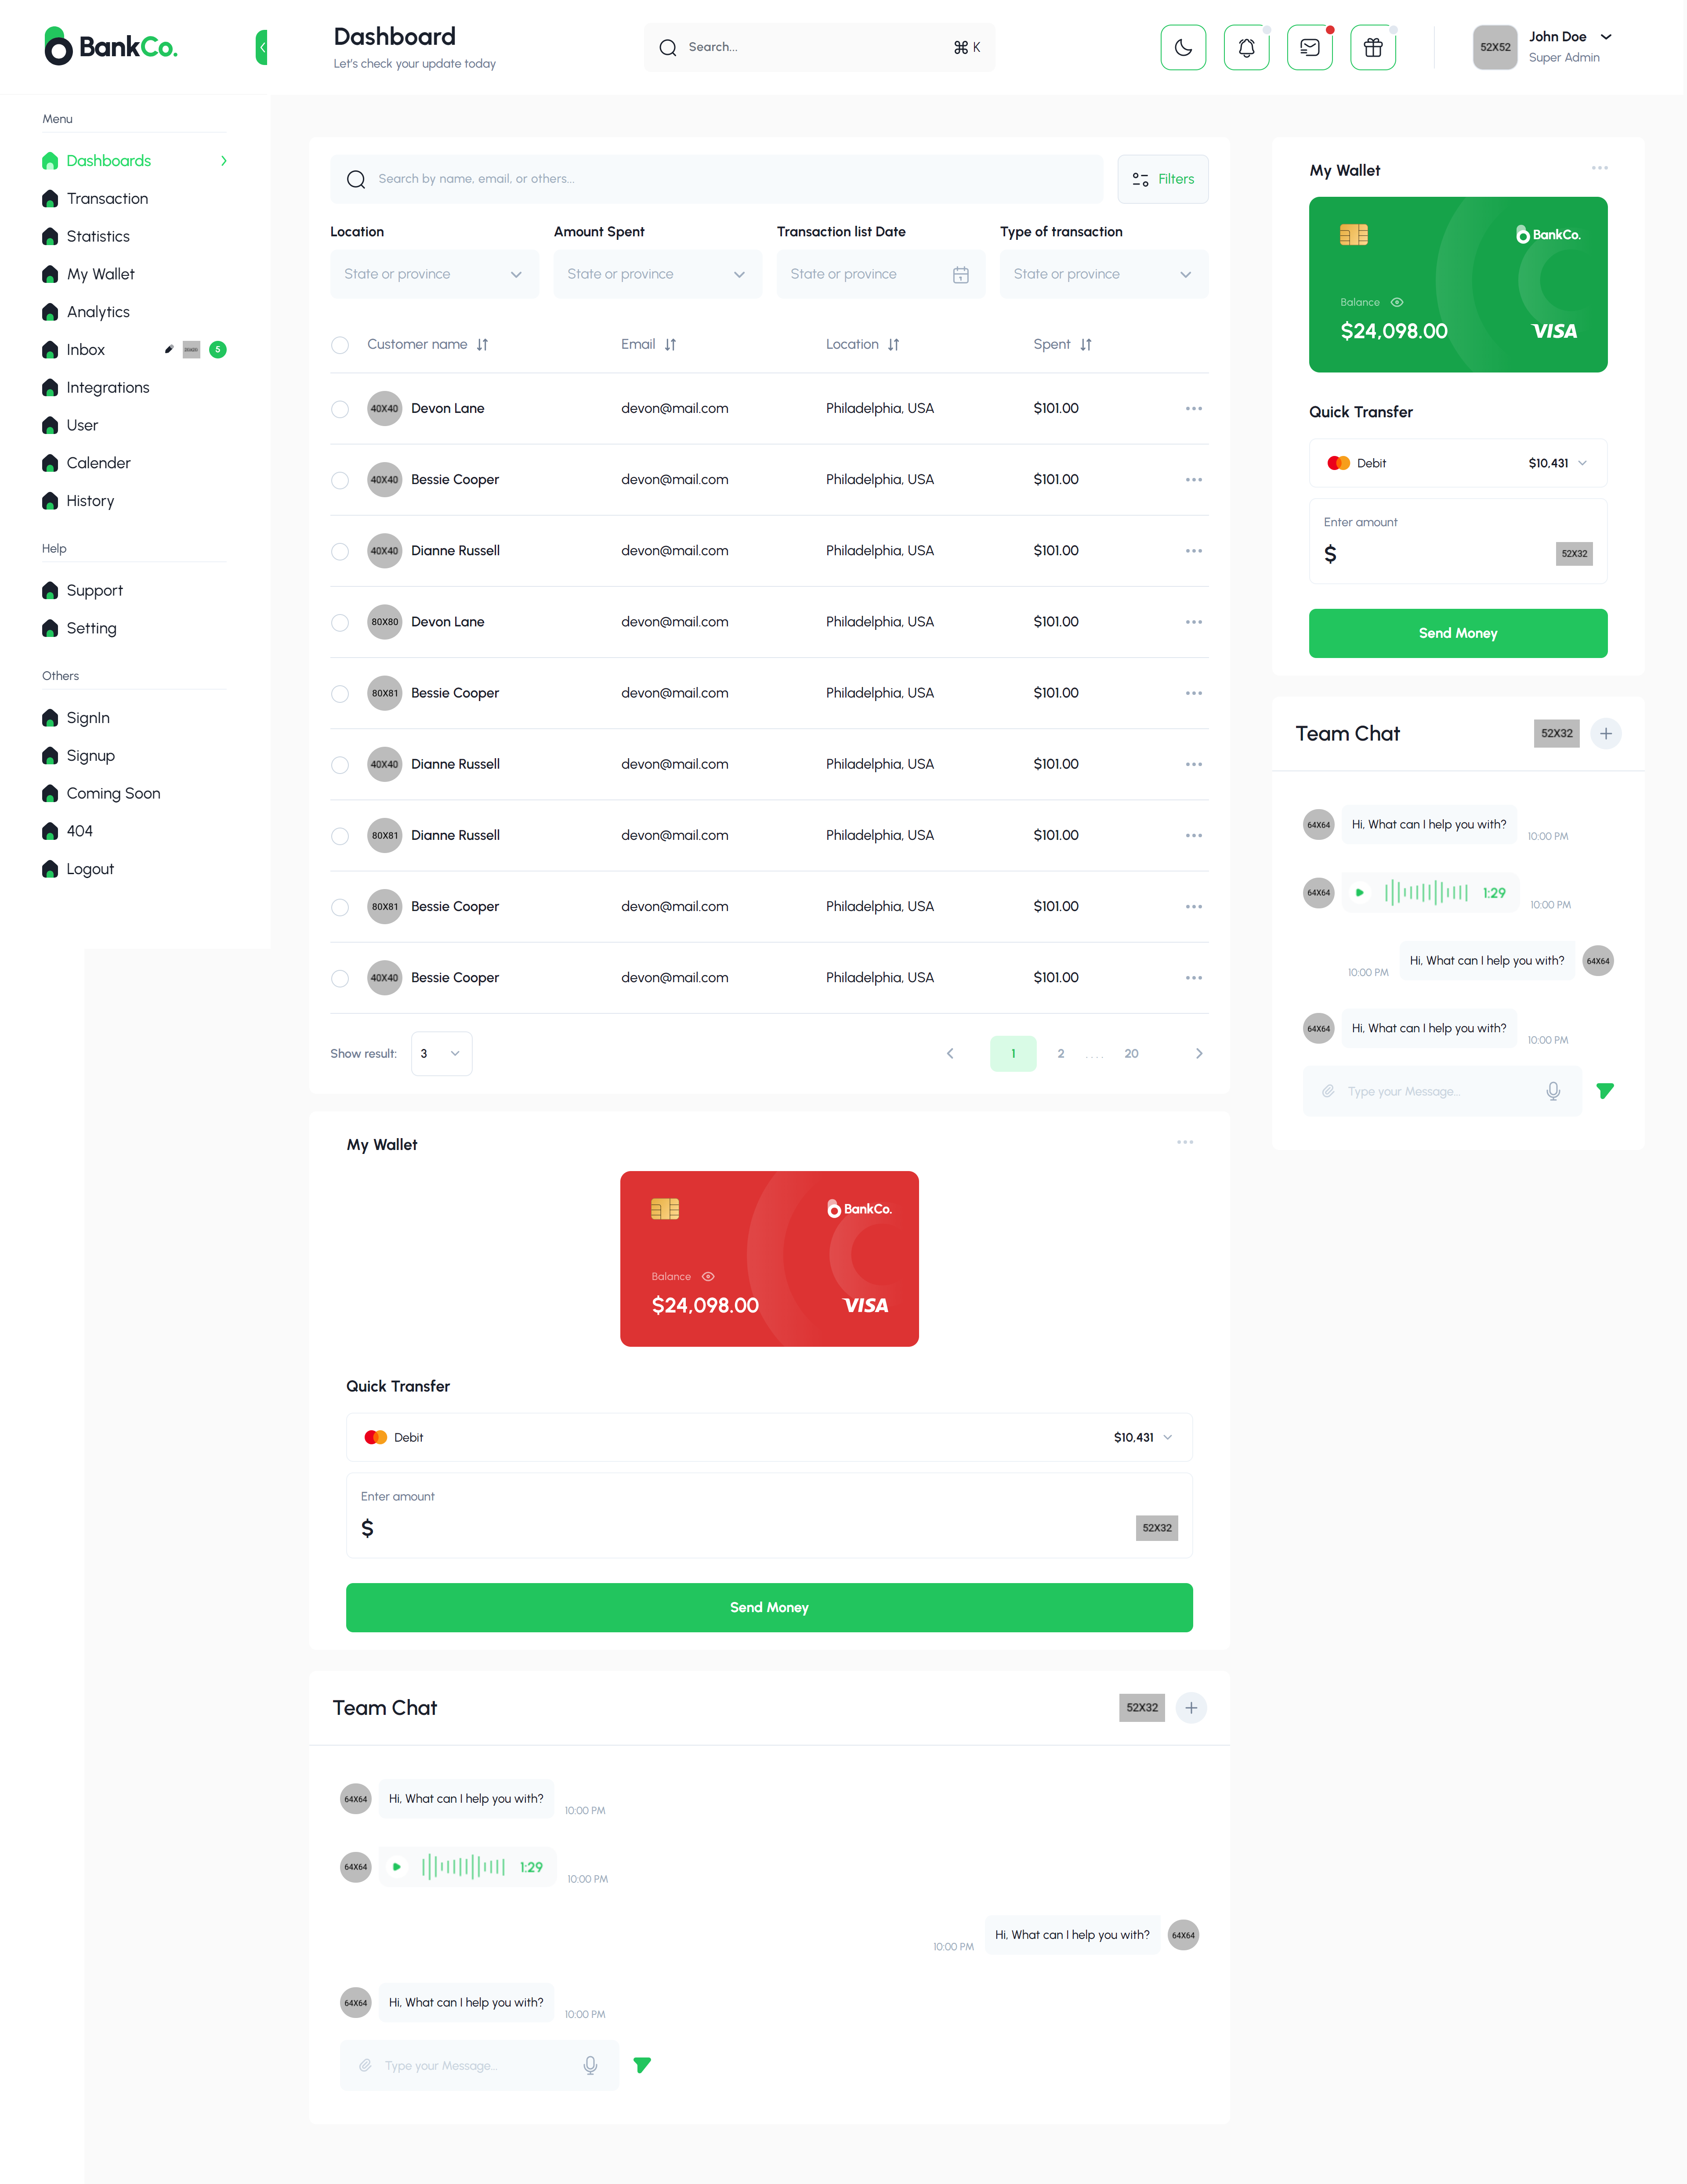 BankCo.
Dashboard
Let's check your update today
Search...
⌘ K
52X52
John Doe
Super Admin
Menu
Dashboards
Transaction
Statistics
My Wallet
Analytics
Inbox
5
Integrations
User
Calender
History
Help
Support
Setting
Others
SignIn
Signup
Coming Soon
404
Logout
Search by name, email, or others...
Filters
Location
Amount Spent
Transaction list Date
Type of transaction
State or province
State or province
State or province
State or province
Customer name
Email
Location
Spent
40X40 Devon Lane devon@mail.com Philadelphia, USA $101.00
40X40 Bessie Cooper devon@mail.com Philadelphia, USA $101.00
40X40 Dianne Russell devon@mail.com Philadelphia, USA $101.00
80X80 Devon Lane devon@mail.com Philadelphia, USA $101.00
80X81 Bessie Cooper devon@mail.com Philadelphia, USA $101.00
40X40 Dianne Russell devon@mail.com Philadelphia, USA $101.00
80X81 Dianne Russell devon@mail.com Philadelphia, USA $101.00
80X81 Bessie Cooper devon@mail.com Philadelphia, USA $101.00
40X40 Bessie Cooper devon@mail.com Philadelphia, USA $101.00
Show result: 3
1 2 .... 20
My Wallet
BankCo.
Balance
$24,098.00
VISA
Quick Transfer
Debit
$10,431
Enter amount
$
52X32
Send Money
Team Chat
52X32
64X64 Hi, What can I help you with? 10:00 PM
64X64 1:29 10:00 PM
10:00 PM Hi, What can I help you with? 64X64
64X64 Hi, What can I help you with? 10:00 PM
Type your Message...
My Wallet
BankCo.
Balance
$24,098.00
VISA
Quick Transfer
Debit
$10,431
Enter amount
$
52X32
Send Money
Team Chat
52X32
64X64 Hi, What can I help you with? 10:00 PM
64X64 1:29 10:00 PM
10:00 PM Hi, What can I help you with? 64X64
64X64 Hi, What can I help you with? 10:00 PM
Type your Message...